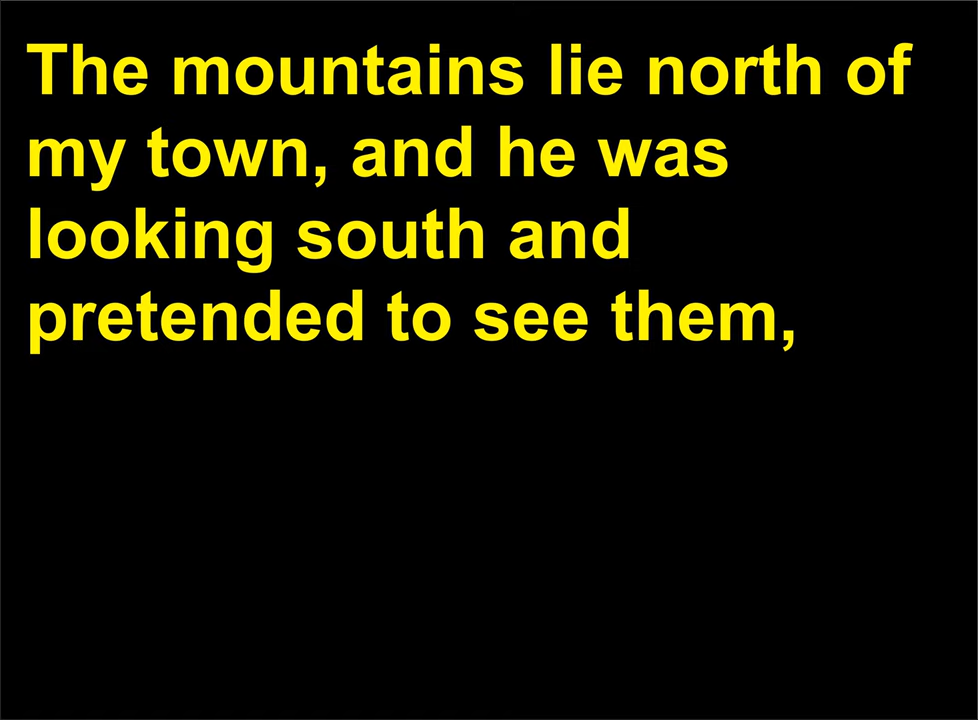 The mountains lie north of
my town, and he was
looking south and
pretended to see them,